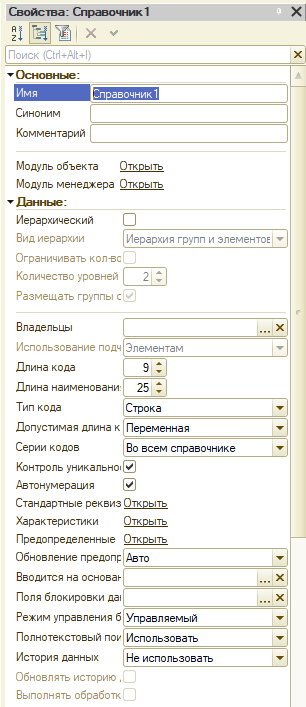 Свойства: Справочник1
Поиск (Ctrl+Alt+I)
Основные:
Имя Справочник1
Синоним
Комментарий
Модуль объекта Открыть
Модуль менеджера Открыть
Данные:
Иерархический
Вид иерархии Иерархия групп и элементов
Ограничивать кол-во
Количество уровней 2
Размещать группы с
Владельцы ...
Использование подч Элементам
Длина кода 9
Длина наименования 25
Тип кода Строка
Допустимая длина к Переменная
Серии кодов Во всем справочнике
Контроль уникально
Автонумерация
Стандартные реквиз Открыть
Характеристики Открыть
Предопределенные Открыть
Обновление предопр Авто
Вводится на основан ...
Поля блокировки дан ...
Режим управления б Управляемый
Полнотекстовый пои Использовать
История данных Не использовать
Обновлять историю д
Выполнять обработк